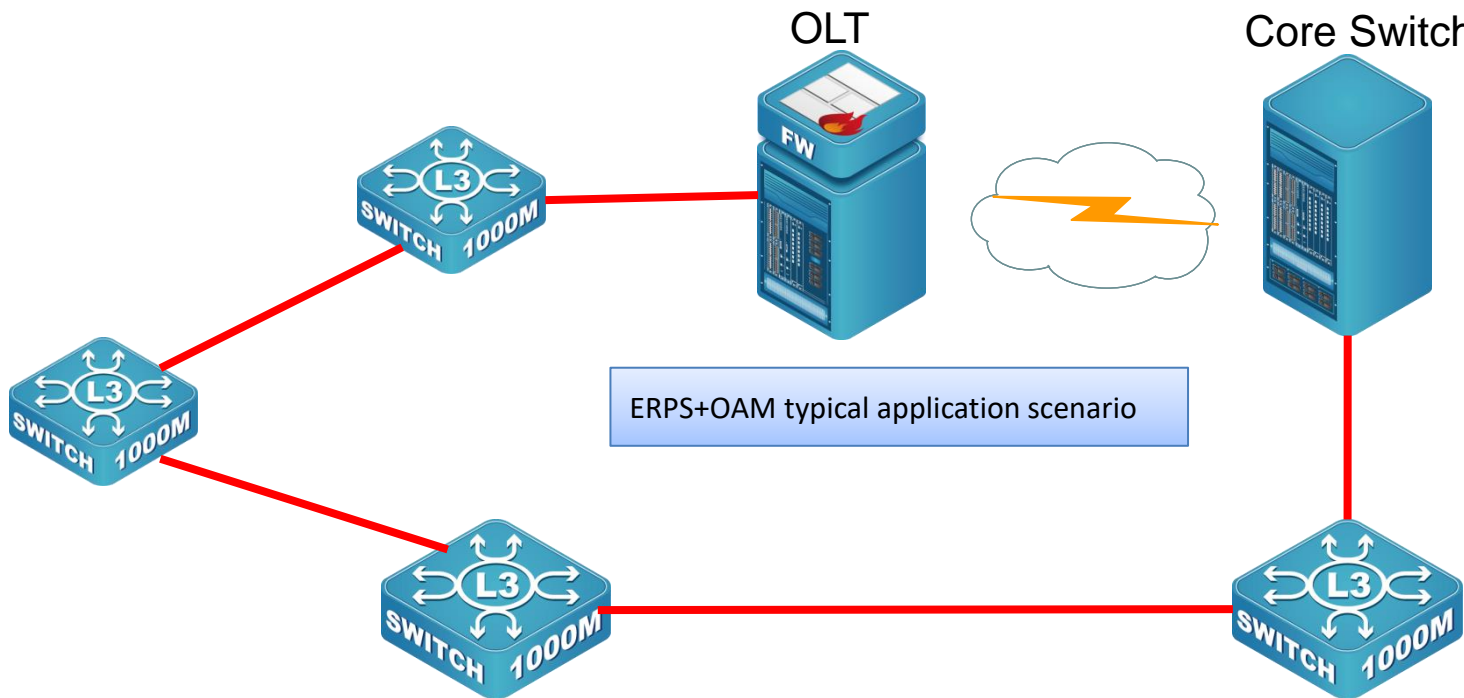 OLT
Core Switch
FW
L3
SWITCH 1000M
L3
SWITCH 1000M
ERPS+OAM typical application scenario
L3
SWITCH 1000M
L3
SWITCH 1000M